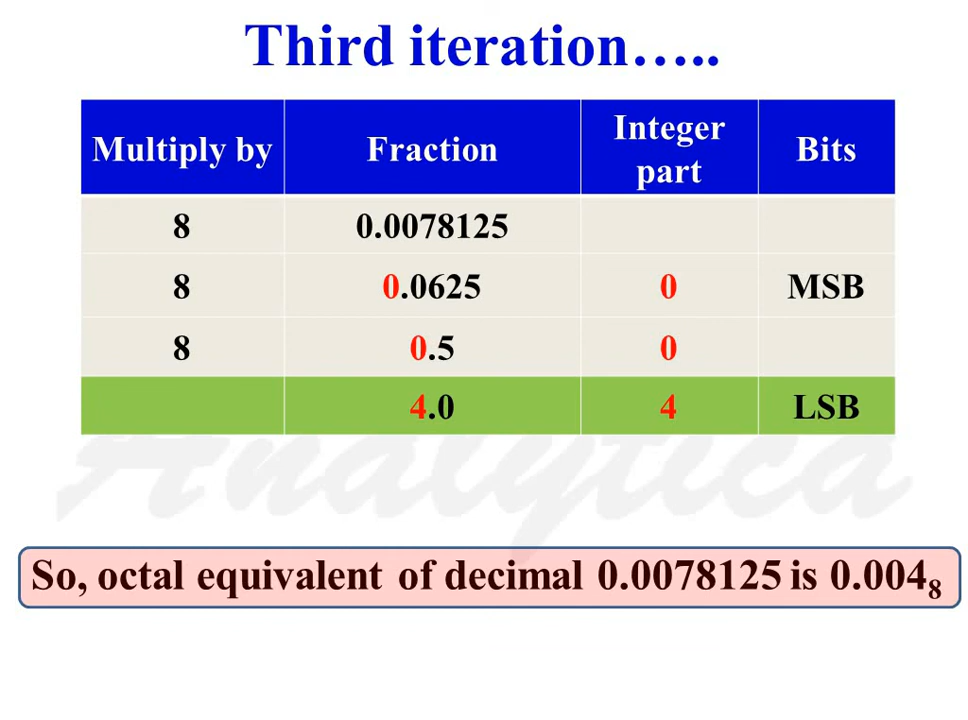 Third iteration.....
Multiply by Fraction Integer part Bits
8 0.0078125
8 0.0625 0 MSB
8 0.5 0
4.0 4 LSB
Analytica
So, octal equivalent of decimal 0.0078125 is 0.004₈